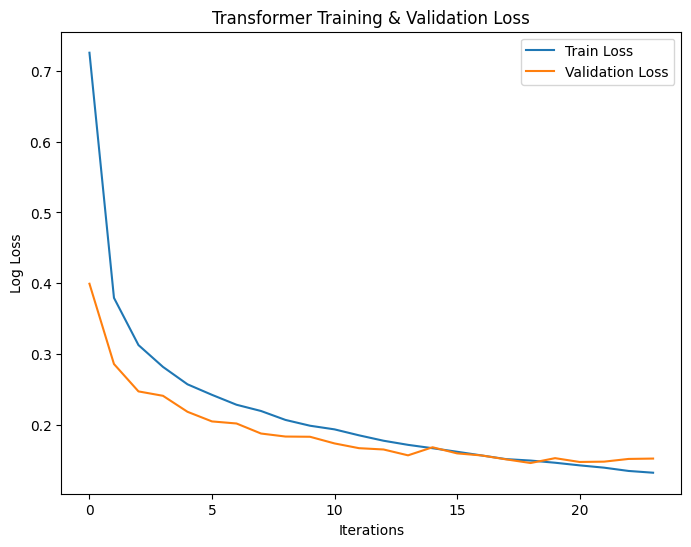 Transformer Training & Validation Loss
Train Loss
Validation Loss
Log Loss
0.7
0.6
0.5
0.4
0.3
0.2
0
5
10
15
20
Iterations